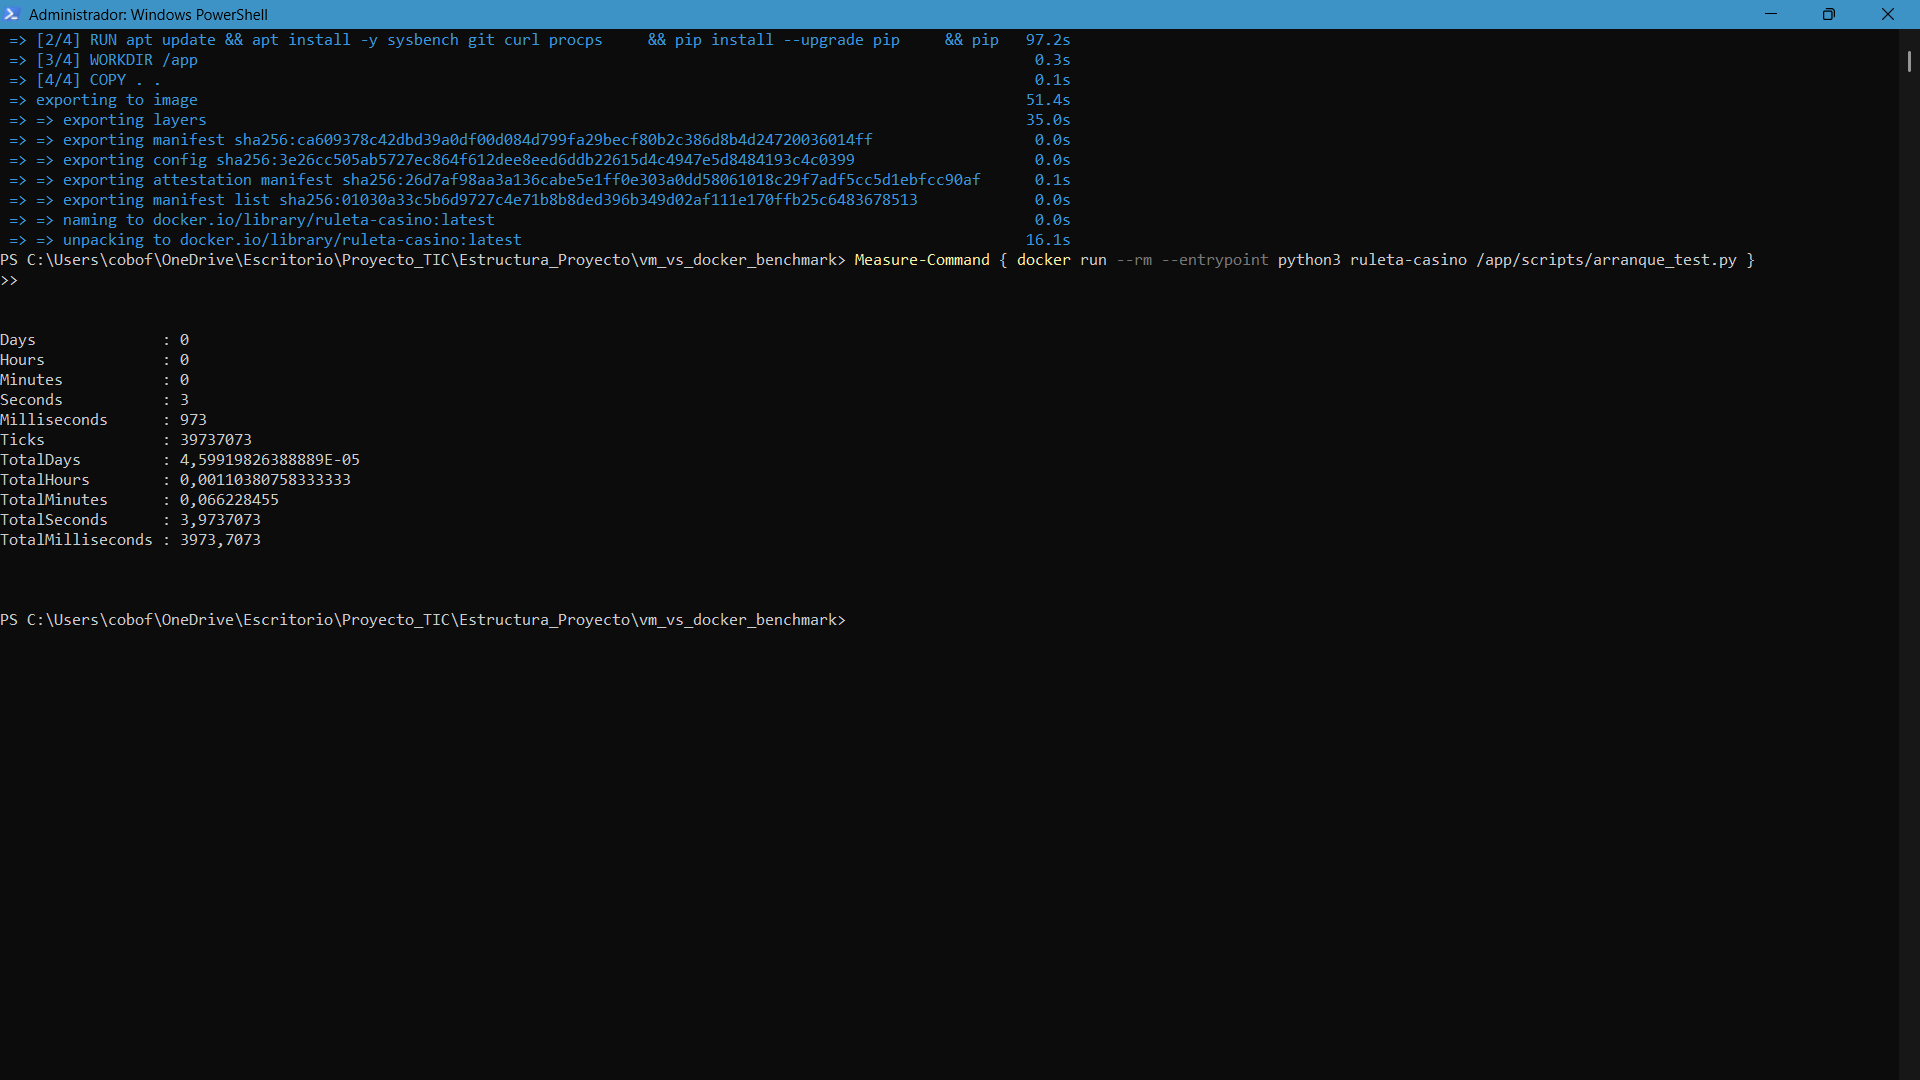 Administrador: Windows PowerShell
=> [2/4] RUN apt update && apt install -y sysbench git curl procps     && pip install --upgrade pip     && pip   97.2s
=> [3/4] WORKDIR /app   0.3s
=> [4/4] COPY . .   0.1s
=> exporting to image   51.4s
=> => exporting layers   35.0s
=> => exporting manifest sha256:ca609378c42dbd39a0df00d084d799fa29becf80b2c386d8b4d24720036014ff   0.0s
=> => exporting config sha256:3e26cc505ab5727ec864f612dee8eed6ddb22615d4c4947e5d8484193c4c0399   0.0s
=> => exporting attestation manifest sha256:26d7af98aa3a136cabe5e1ff0e303a0dd58061018c29f7adf5cc5d1ebfcc90af   0.1s
=> => exporting manifest list sha256:01030a33c5b6d9727c4e71b8b8ded396b349d02af111e170ffb25c6483678513   0.0s
=> => naming to docker.io/library/ruleta-casino:latest   0.0s
=> => unpacking to docker.io/library/ruleta-casino:latest   16.1s
PS C:\Users\cobof\OneDrive\Escritorio\Proyecto_TIC\Estructura_Proyecto\vm_vs_docker_benchmark> Measure-Command { docker run --rm --entrypoint python3 ruleta-casino /app/scripts/arranque_test.py }
>>
Days              : 0
Hours             : 0
Minutes           : 0
Seconds           : 3
Milliseconds      : 973
Ticks             : 39737073
TotalDays         : 4,59919826388889E-05
TotalHours        : 0,00110380758333333
TotalMinutes      : 0,066228455
TotalSeconds      : 3,9737073
TotalMilliseconds : 3973,7073
PS C:\Users\cobof\OneDrive\Escritorio\Proyecto_TIC\Estructura_Proyecto\vm_vs_docker_benchmark>